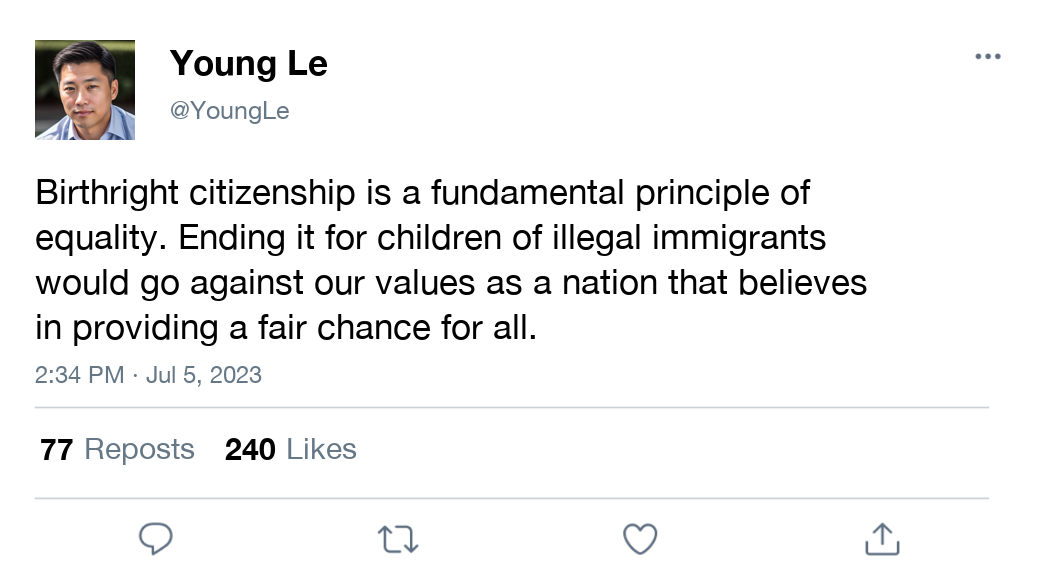 Young Le
@YoungLe
Birthright citizenship is a fundamental principle of
equality. Ending it for children of illegal immigrants
would go against our values as a nation that believes
in providing a fair chance for all.
2:34 PM · Jul 5, 2023
77 Reposts 240 Likes